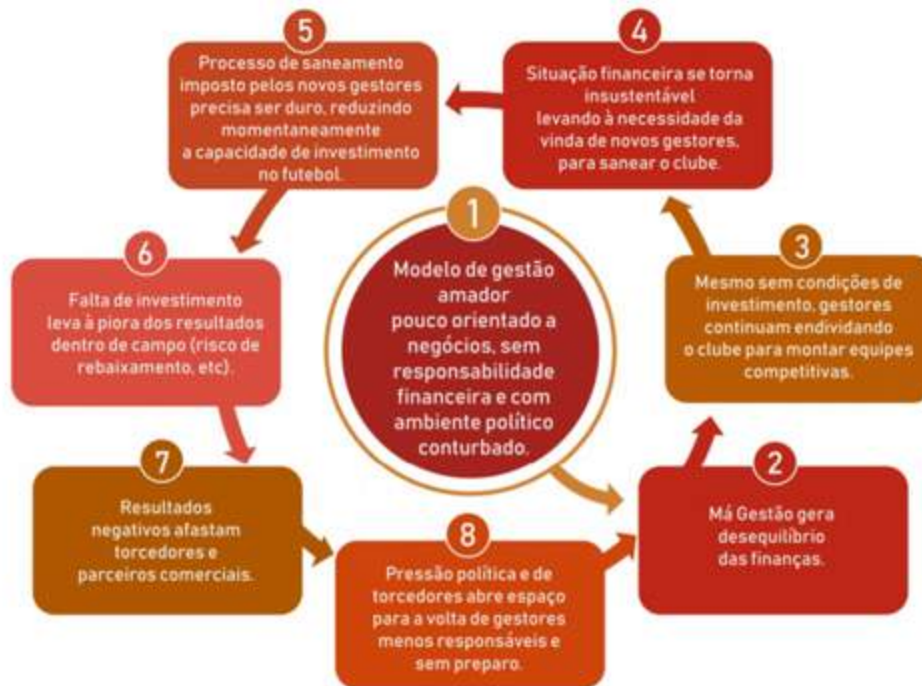 1
Modelo de gestão
amador
pouco orientado a
negócios, sem
responsabilidade
financeira e com
ambiente político
conturbado.
2
Má Gestão gera
desequilíbrio
das finanças.
3
Mesmo sem condições de
investimento, gestores
continuam endividando
o clube para montar equipes
competitivas.
4
Situação financeira se torna
insustentável
levando à necessidade da
vinda de novos gestores,
para sanear o clube.
5
Processo de saneamento
imposto pelos novos gestores
precisa ser duro, reduzindo
momentaneamente
a capacidade de investimento
no futebol.
6
Falta de investimento
leva à piora dos resultados
dentro de campo (risco de
rebaixamento, etc).
7
Resultados
negativos afastam
torcedores e
parceiros comerciais.
8
Pressão política e de
torcedores abre espaço
para a volta de gestores
menos responsáveis e
sem preparo.